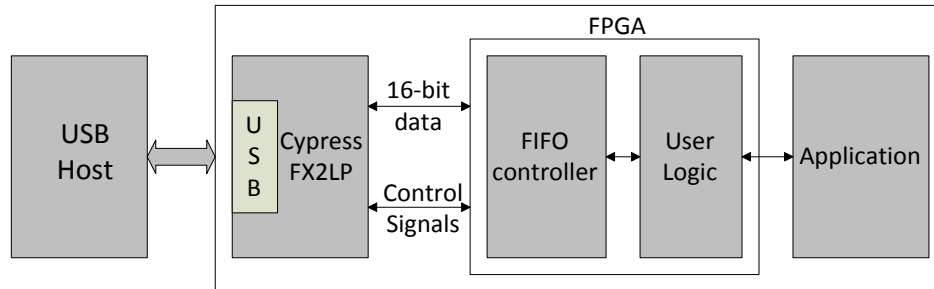 FPGA
USB
Host
U
S
B
Cypress
FX2LP
16-bit
data
Control
Signals
FIFO
controller
User
Logic
Application